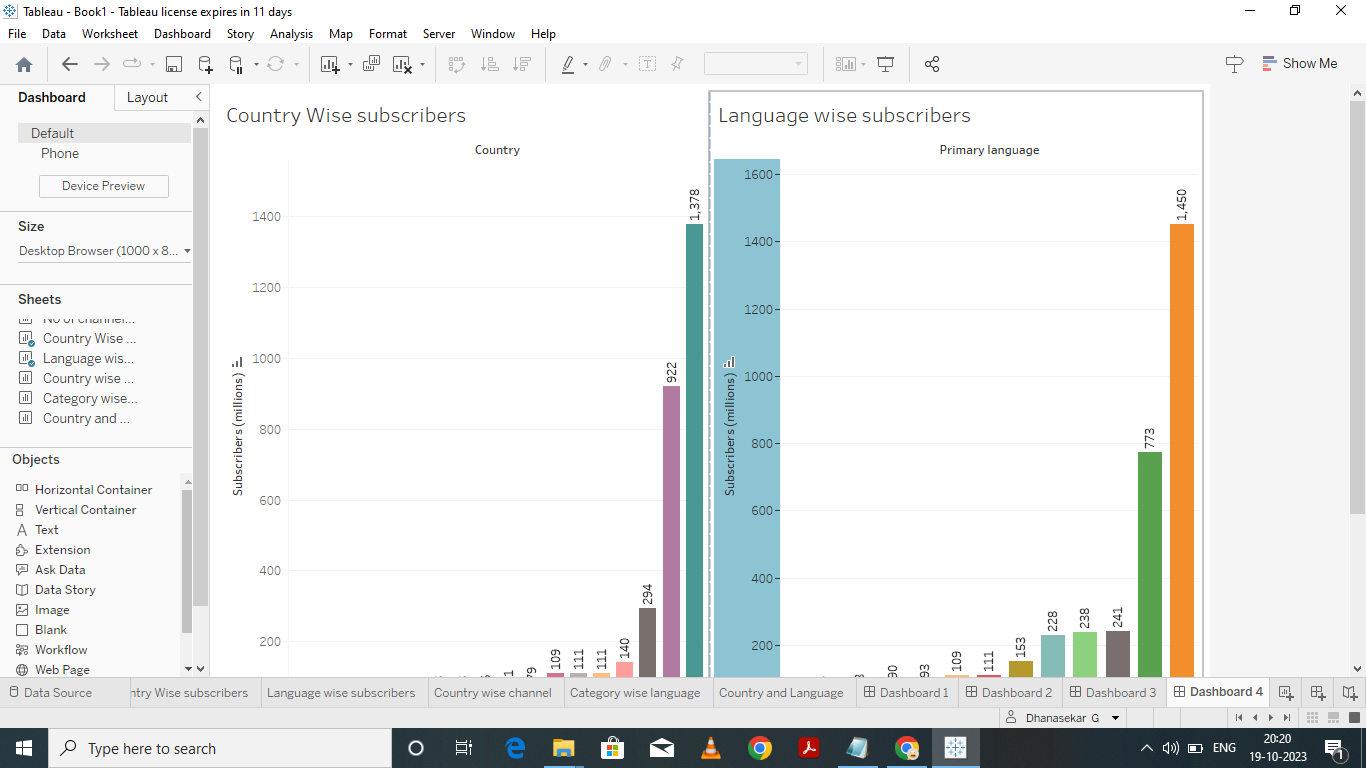 Tableau - Book1 - Tableau license expires in 11 days
File Data Worksheet Dashboard Story Analysis Map Format Server Window Help
Show Me
Dashboard Layout
Default
Phone
Device Preview
Size
Desktop Browser (1000 x 8...
Sheets
No of channel...
Country Wise ...
Language wis...
Country wise ...
Category wise...
Country and ...
Objects
Horizontal Container
Vertical Container
Text
Extension
Ask Data
Data Story
Image
Blank
Workflow
Web Page
Country Wise subscribers
Country
Subscribers (millions)
1400
1200
1000
800
600
400
200
79
109
111
111
140
294
922
1,378
Language wise subscribers
Primary language
Subscribers (millions)
1600
1400
1200
1000
800
600
400
200
90
93
109
111
153
228
238
241
773
1,450
Data Source
ntry Wise subscribers
Language wise subscribers
Country wise channel
Category wise language
Country and Language
Dashboard 1
Dashboard 2
Dashboard 3
Dashboard 4
Dhanasekar G
Type here to search
ENG
20:20
19-10-2023
1